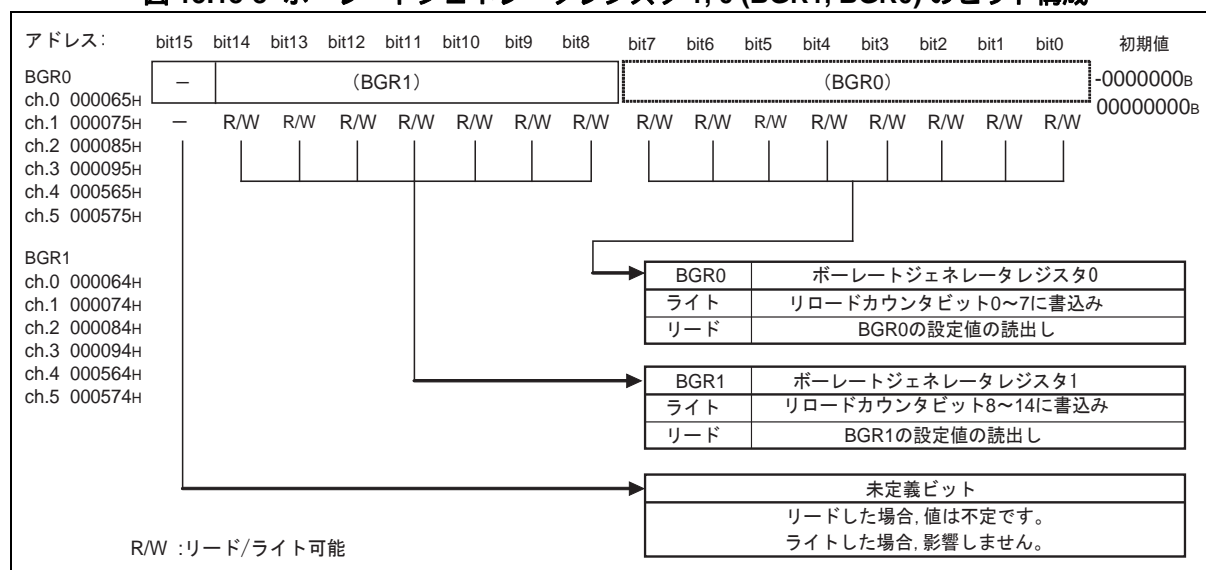 アドレス: bit15 bit14 bit13 bit12 bit11 bit10 bit9 bit8 bit7 bit6 bit5 bit4 bit3 bit2 bit1 bit0 初期値
BGR0 － (BGR1) (BGR0) -0000000B
ch.0 000065H 00000000B
ch.1 000075H － R/W R/W R/W R/W R/W R/W R/W R/W R/W R/W R/W R/W R/W R/W R/W
ch.2 000085H
ch.3 000095H
ch.4 000565H
ch.5 000575H
BGR1
ch.0 000064H
ch.1 000074H
ch.2 000084H
ch.3 000094H
ch.4 000564H
ch.5 000574H
BGR0 ボーレートジェネレータレジスタ0
ライト リロードカウンタビット0～7に書込み
リード BGR0の設定値の読出し
BGR1 ボーレートジェネレータレジスタ1
ライト リロードカウンタビット8～14に書込み
リード BGR1の設定値の読出し
未定義ビット
リードした場合, 値は不定です。
ライトした場合, 影響しません。
R/W :リード/ライト可能